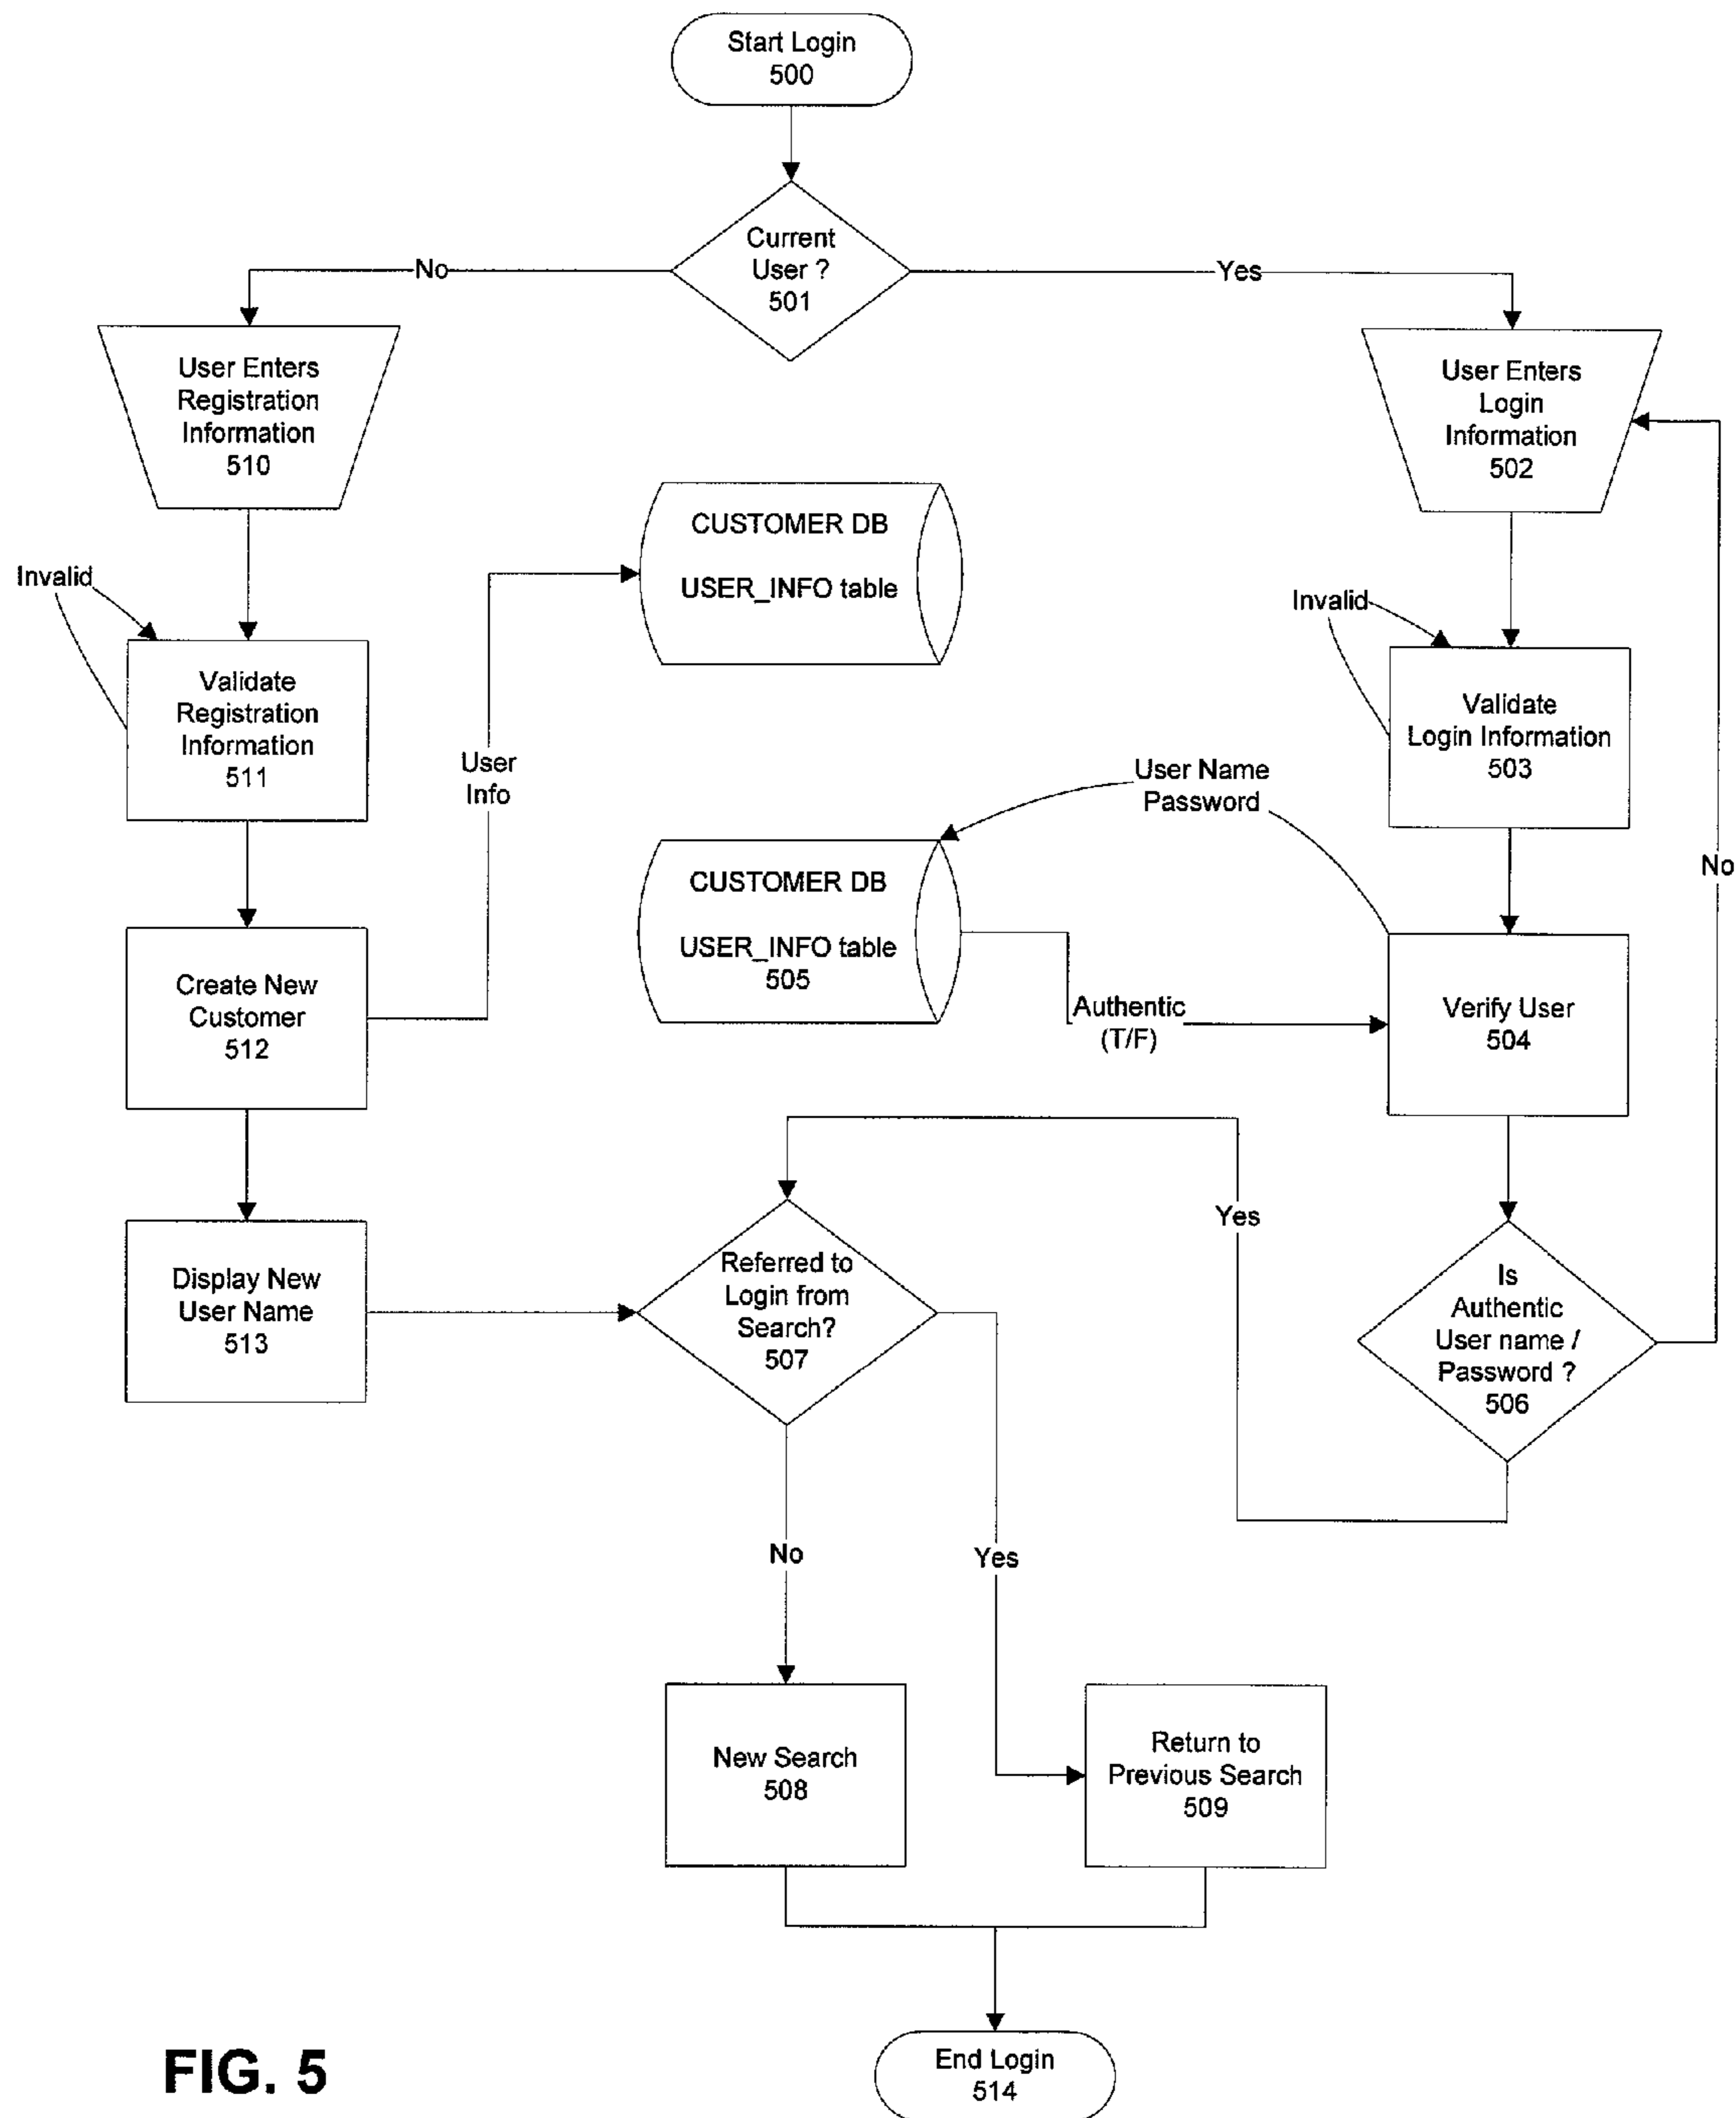 Start Login
500
Current
User ?
501
No
Yes
User Enters
Registration
Information
510
User Enters
Login
Information
502
CUSTOMER DB
USER_INFO table
Invalid
Invalid
Validate
Registration
Information
511
Validate
Login Information
503
User
Info
User Name
Password
No
CUSTOMER DB
USER_INFO table
505
Create New
Customer
512
Authentic
(T/F)
Verify User
504
Yes
Display New
User Name
513
Referred to
Login from
Search?
507
Is
Authentic
User name /
Password ?
506
No
Yes
New Search
508
Return to
Previous Search
509
End Login
514
FIG. 5